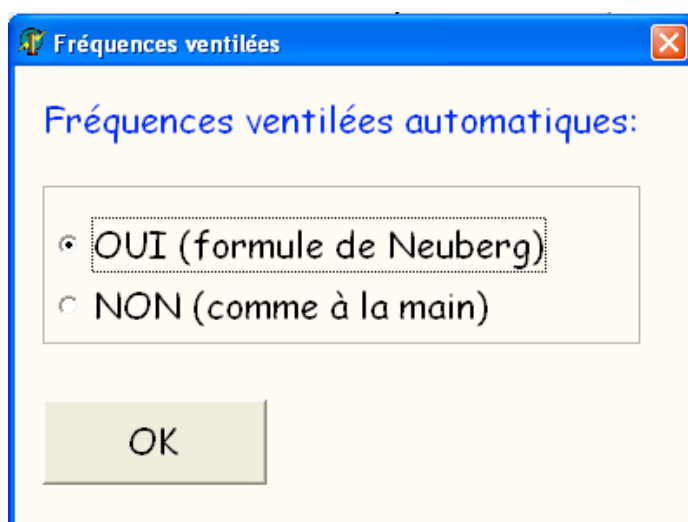 Fréquences ventilées
Fréquences ventilées automatiques:
OUI (formule de Neuberg)
NON (comme à la main)
OK